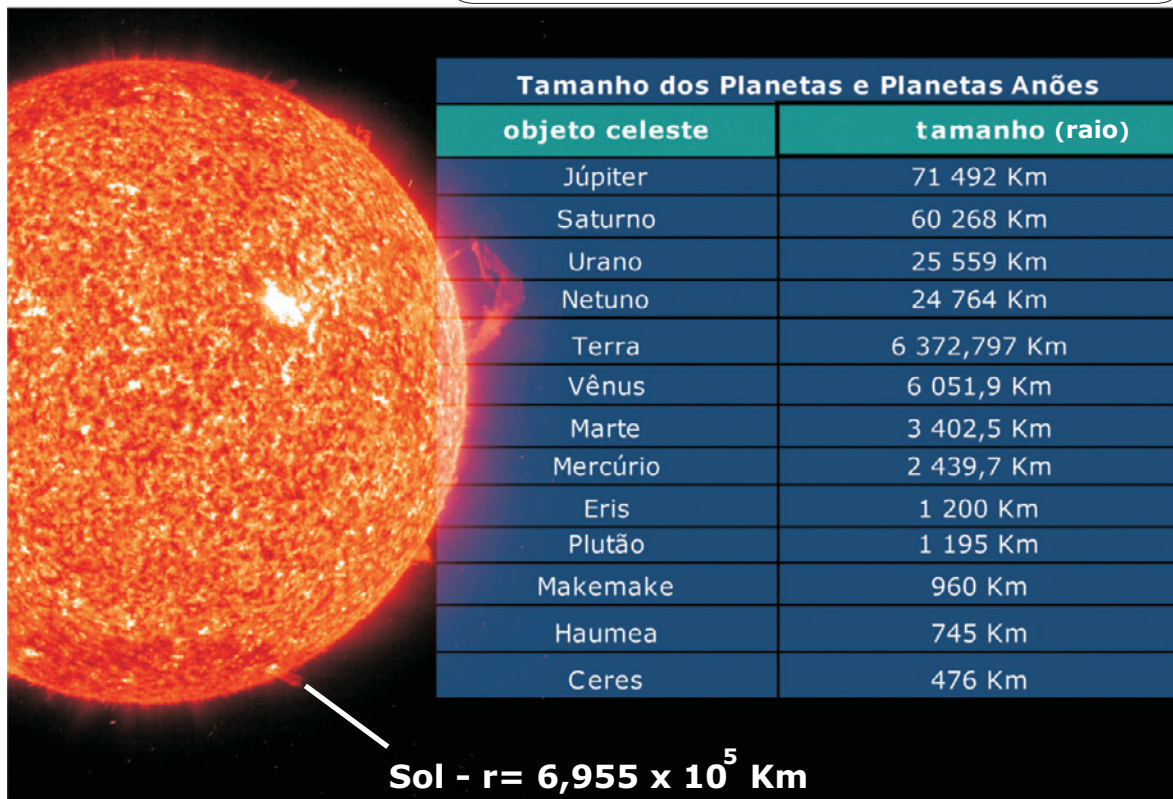 Tamanho dos Planetas e Planetas Anões
objeto celeste tamanho (raio)
Júpiter 71 492 Km
Saturno 60 268 Km
Urano 25 559 Km
Netuno 24 764 Km
Terra 6 372,797 Km
Vênus 6 051,9 Km
Marte 3 402,5 Km
Mercúrio 2 439,7 Km
Eris 1 200 Km
Plutão 1 195 Km
Makemake 960 Km
Haumea 745 Km
Ceres 476 Km
Sol - r= 6,955 x 10⁵ Km